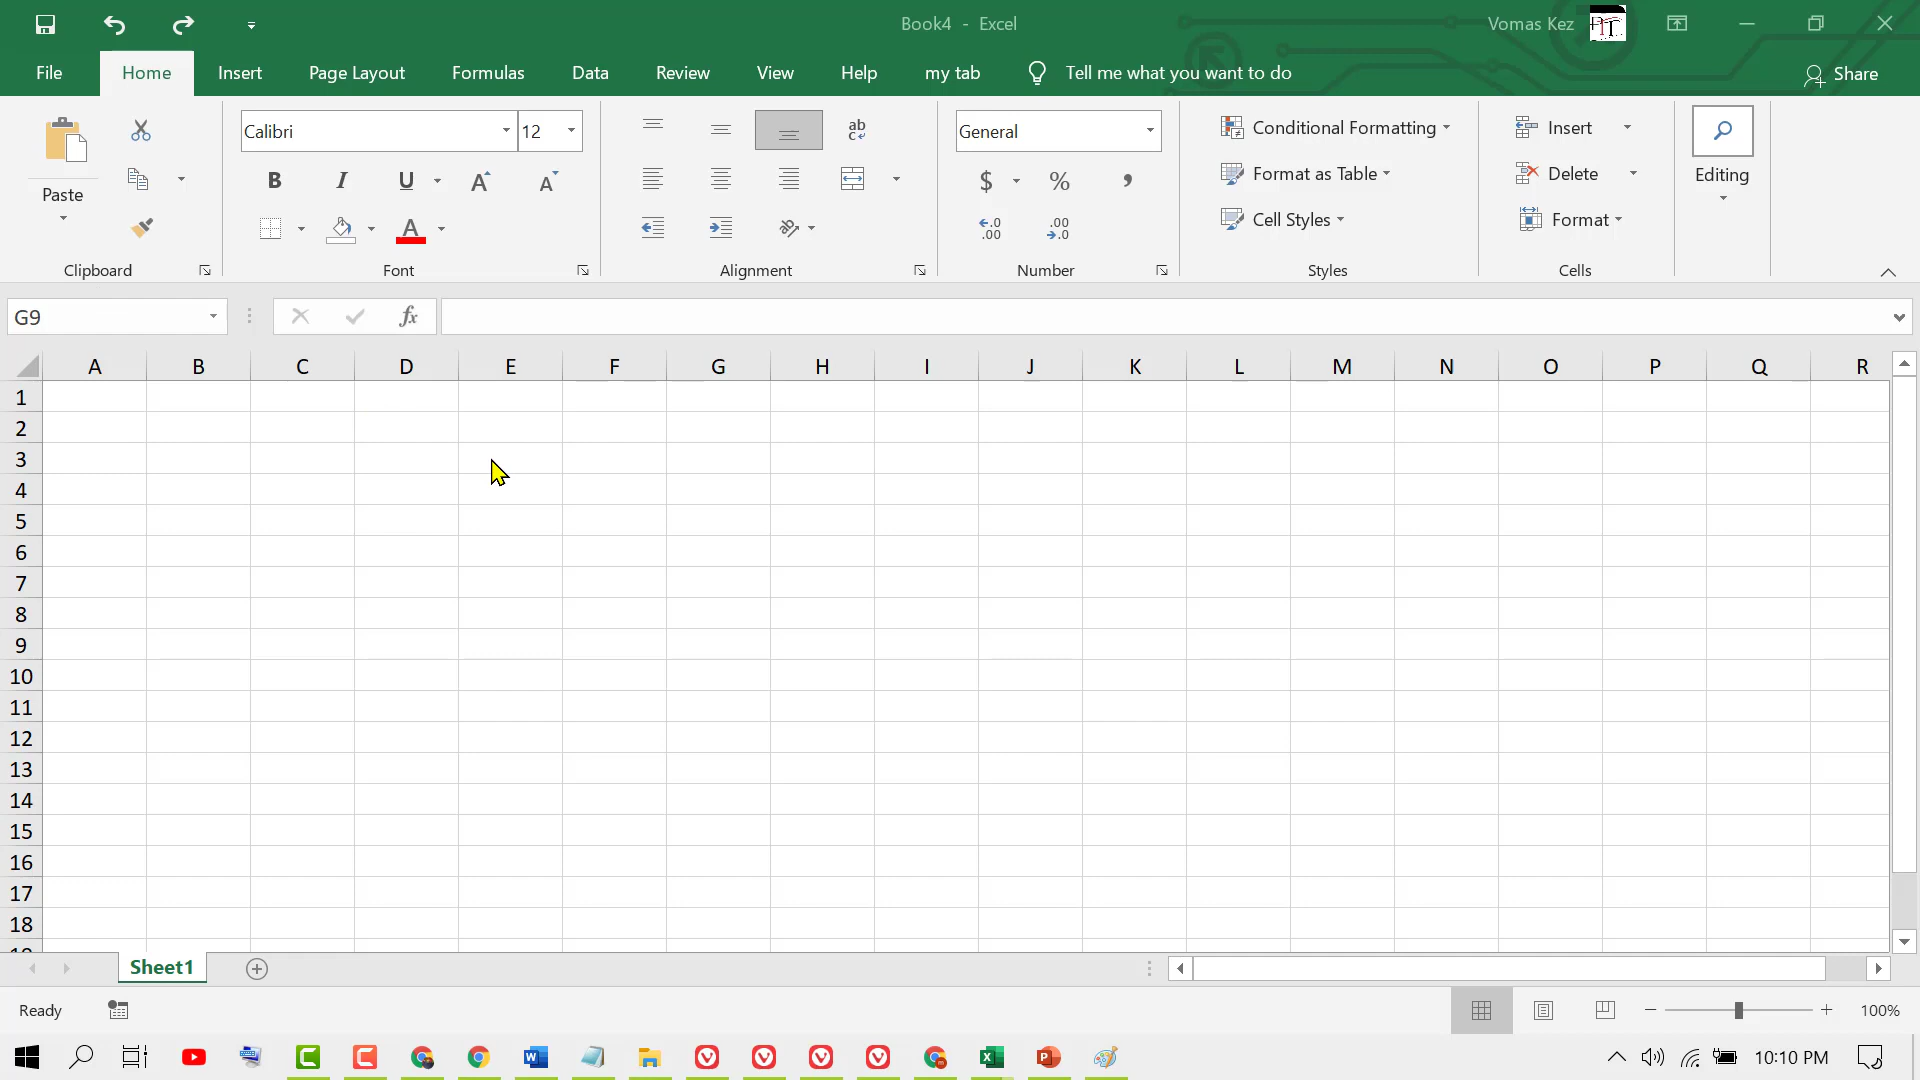 Book4 - Excel
Vomas Kez
File Home Insert Page Layout Formulas Data Review View Help my tab Tell me what you want to do Share
Calibri 12
General
Conditional Formatting
Insert
Format as Table
Delete
Paste
Editing
Cell Styles
Format
Clipboard Font Alignment Number Styles Cells
G9
A B C D E F G H I J K L M N O P Q R
1
2
3
4
5
6
7
8
9
10
11
12
13
14
15
16
17
18
Sheet1
Ready
100%
10:10 PM